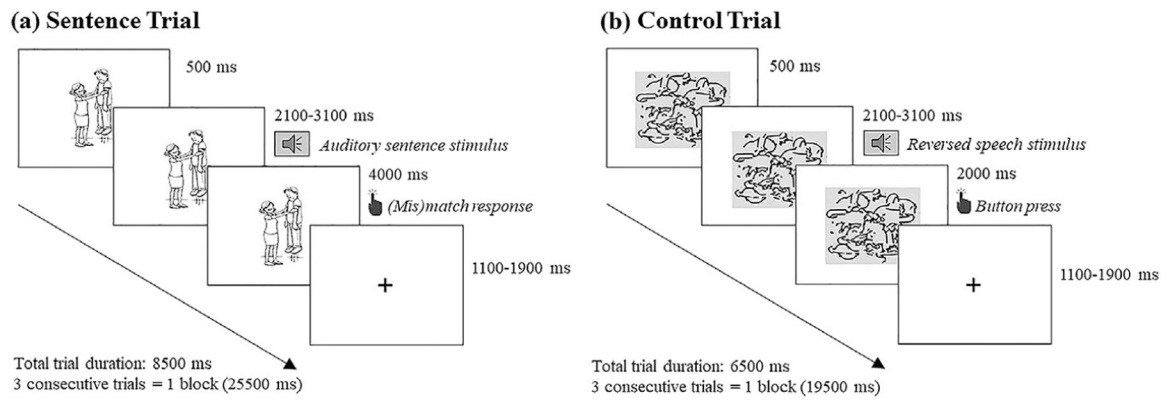 (a) Sentence Trial
500 ms
2100-3100 ms
Auditory sentence stimulus
4000 ms
(Mis)match response
1100-1900 ms
Total trial duration: 8500 ms
3 consecutive trials = 1 block (25500 ms)
(b) Control Trial
500 ms
2100-3100 ms
Reversed speech stimulus
2000 ms
Button press
1100-1900 ms
Total trial duration: 6500 ms
3 consecutive trials = 1 block (19500 ms)